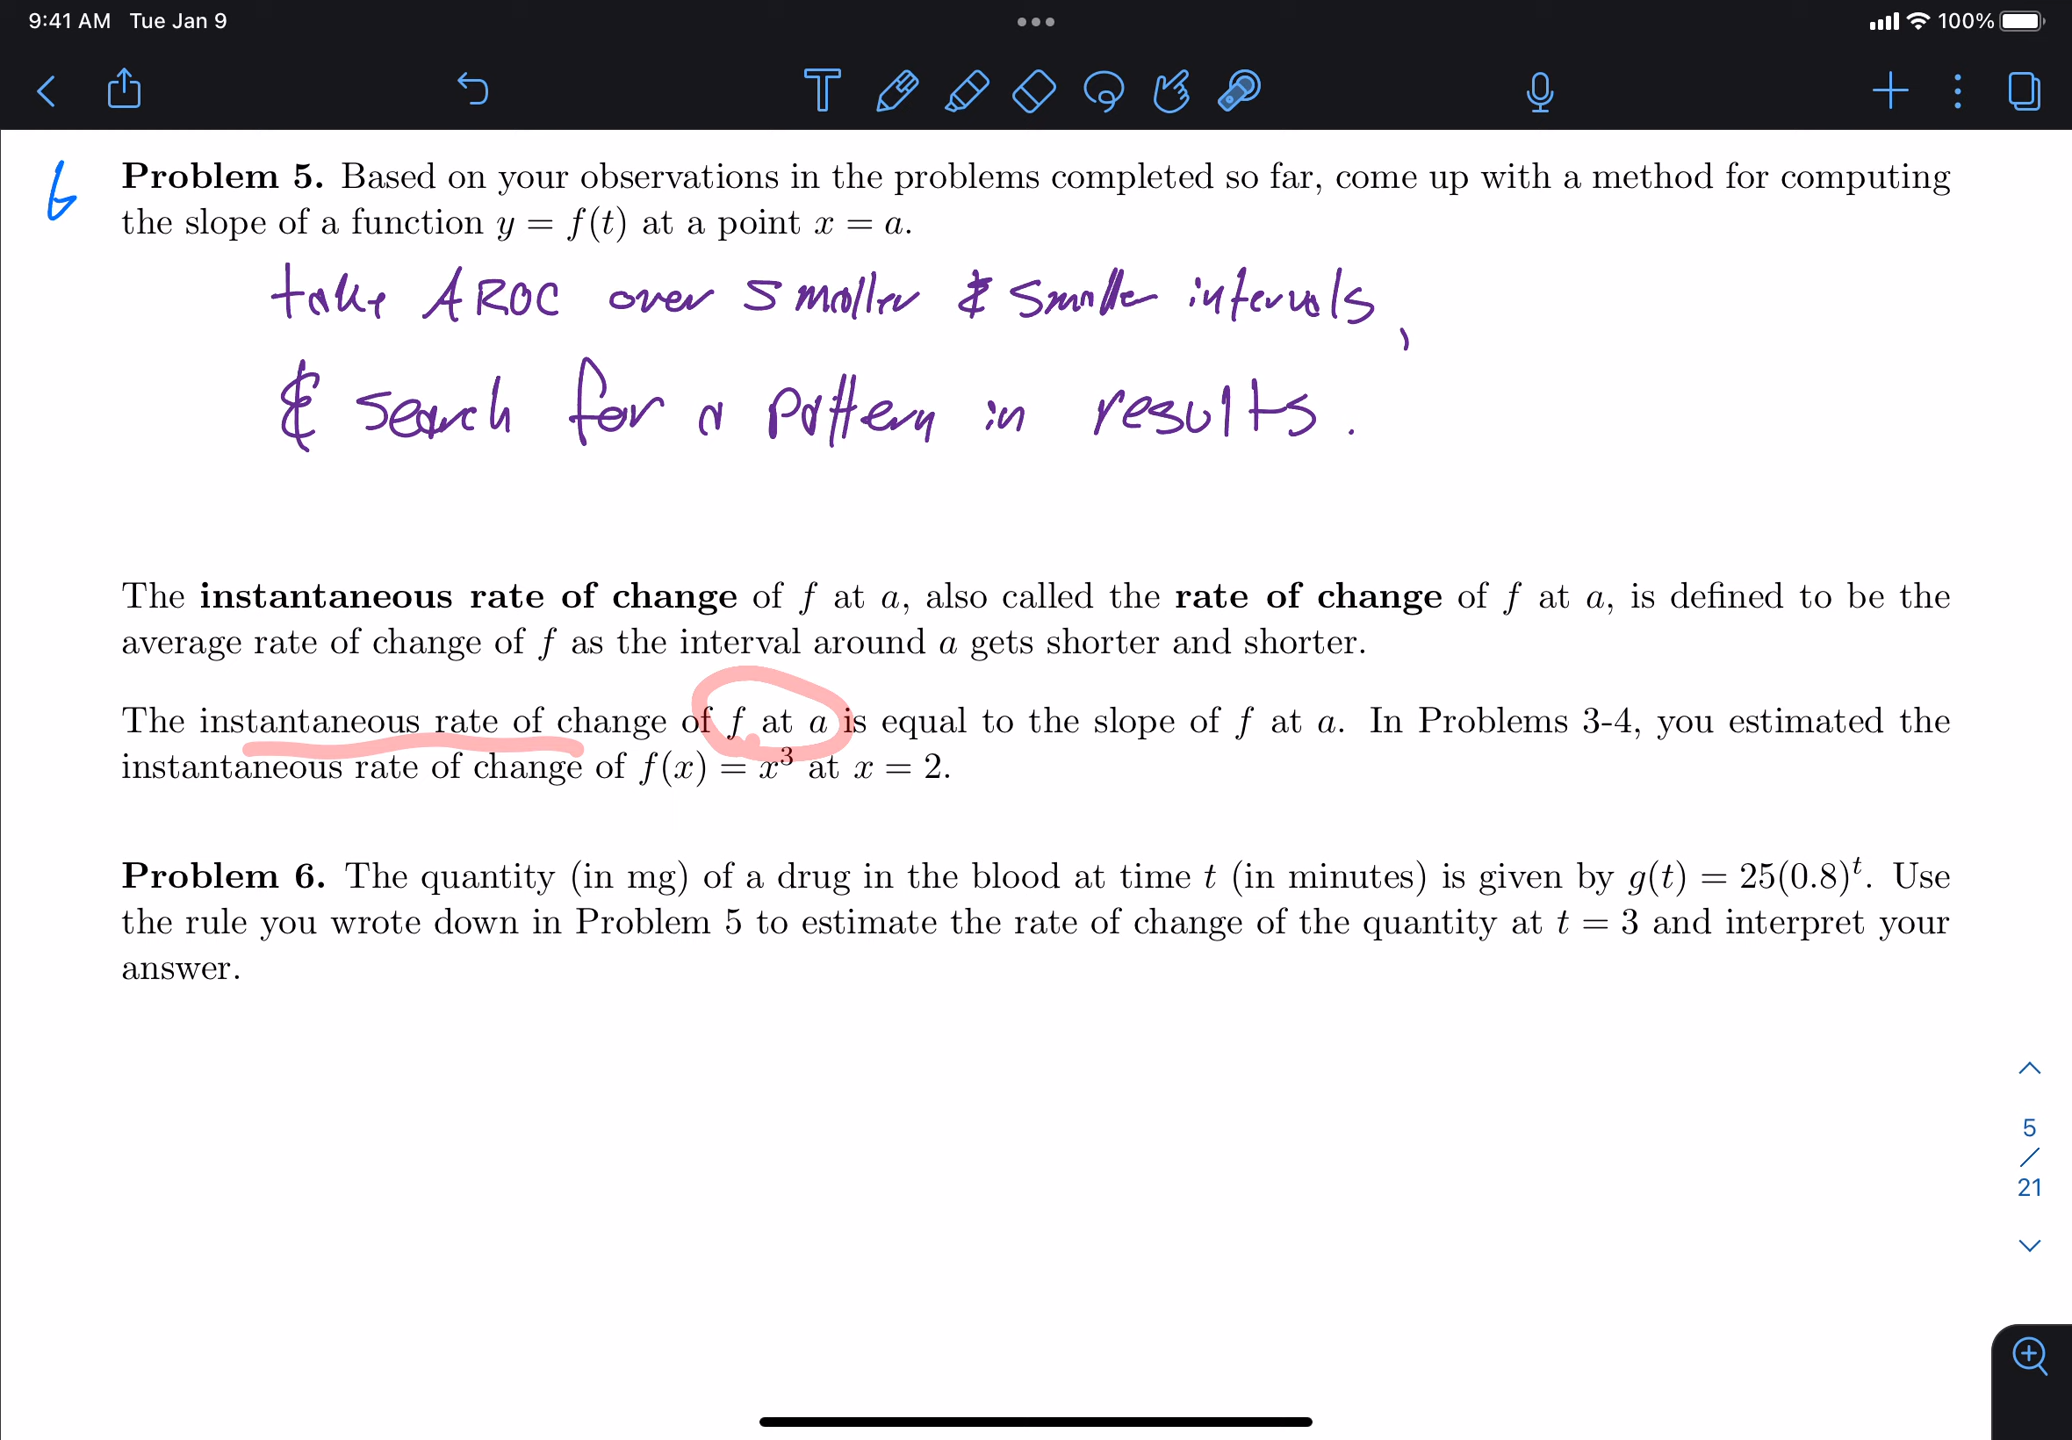 9:41 AM Tue Jan 9
100%
T
6
Problem 5. Based on your observations in the problems completed so far, come up with a method for computing
the slope of a function y = f(t) at a point x = a.
take AROC over smaller & smaller intervals,
& search for a pattern in results.
The instantaneous rate of change of f at a, also called the rate of change of f at a, is defined to be the
average rate of change of f as the interval around a gets shorter and shorter.
The instantaneous rate of change of f at a is equal to the slope of f at a. In Problems 3-4, you estimated the
instantaneous rate of change of f(x) = x³ at x = 2.
Problem 6. The quantity (in mg) of a drug in the blood at time t (in minutes) is given by g(t) = 25(0.8)ᵗ. Use
the rule you wrote down in Problem 5 to estimate the rate of change of the quantity at t = 3 and interpret your
answer.
5
/
21